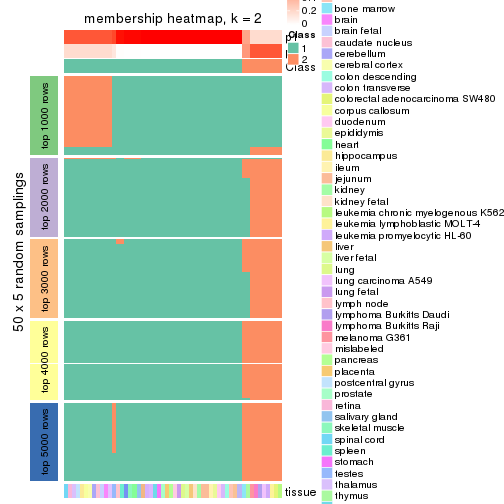 membership heatmap, k = 2
50 x 5 random samplings
top 1000 rows
top 2000 rows
top 3000 rows
top 4000 rows
top 5000 rows
Class
tissue
0.2
0
Class
1
2
bone marrow
brain
brain fetal
caudate nucleus
cerebellum
cerebral cortex
colon descending
colon transverse
colorectal adenocarcinoma SW480
corpus callosum
duodenum
epididymis
heart
hippocampus
ileum
jejunum
kidney
kidney fetal
leukemia chronic myelogenous K562
leukemia lymphoblastic MOLT-4
leukemia promyelocytic HL-60
liver
liver fetal
lung
lung carcinoma A549
lung fetal
lymph node
lymphoma Burkitts Daudi
lymphoma Burkitts Raji
melanoma G361
mislabeled
pancreas
placenta
postcentral gyrus
prostate
retina
salivary gland
skeletal muscle
spinal cord
spleen
stomach
testes
thalamus
thymus